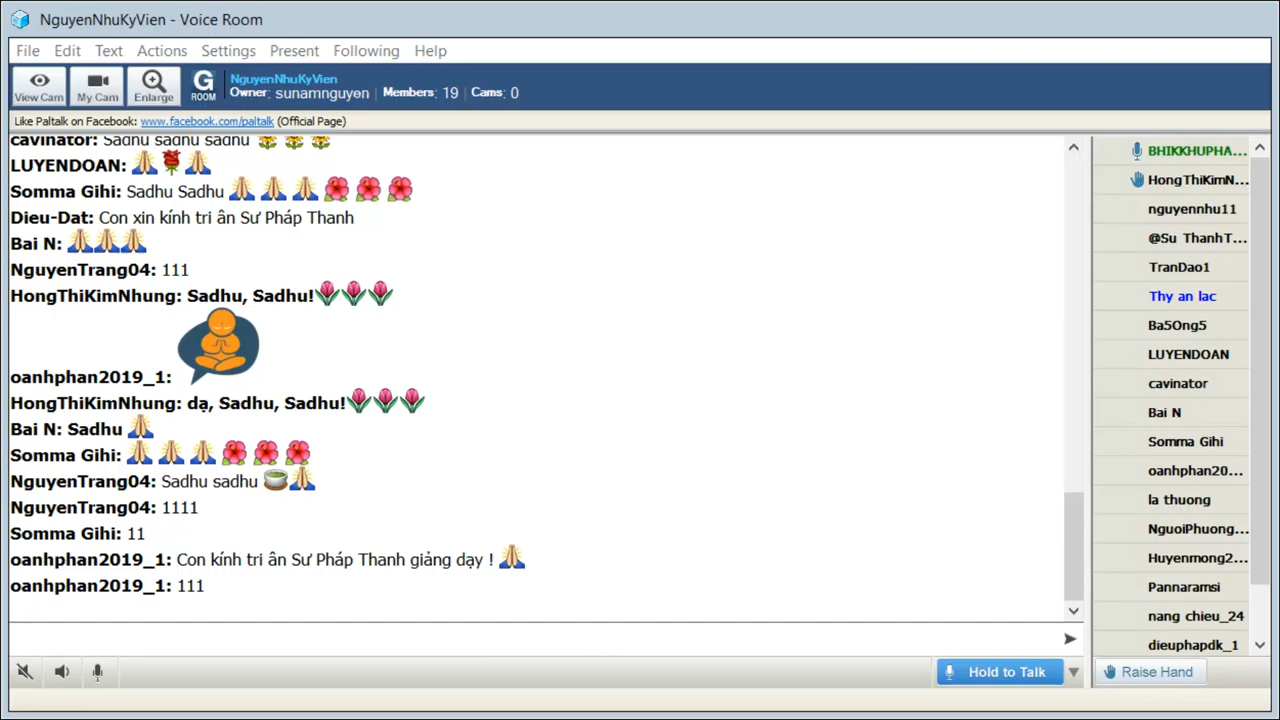 NguyenNhuKyVien - Voice Room
File Edit Text Actions Settings Present Following Help
View Cam My Cam Enlarge G ROOM
NguyenNhuKyVien
Owner: sunamnguyen | Members: 19 | Cams: 0
Like Paltalk on Facebook: www.facebook.com/paltalk (Official Page)
cavinator: Sadhu sadhu sadhu
LUYENDOAN:
Somma Gihi: Sadhu Sadhu
Dieu-Dat: Con xin kính tri ân Sư Pháp Thanh
Bai N:
NguyenTrang04: 111
HongThiKimNhung: Sadhu, Sadhu!
oanhphan2019_1:
HongThiKimNhung: dạ, Sadhu, Sadhu!
Bai N: Sadhu
Somma Gihi:
NguyenTrang04: Sadhu sadhu
NguyenTrang04: 1111
Somma Gihi: 11
oanhphan2019_1: Con kính tri ân Sư Pháp Thanh giảng dạy !
oanhphan2019_1: 111
BHIKKHUPHA...
HongThiKimN...
nguyennhu11
@Su ThanhT...
TranDao1
Thy an lac
Ba5Ong5
LUYENDOAN
cavinator
Bai N
Somma Gihi
oanhphan20...
la thuong
NguoiPhuong...
Huyenmong2...
Pannaramsi
nang chieu_24
dieuphapdk_1
Hold to Talk
Raise Hand